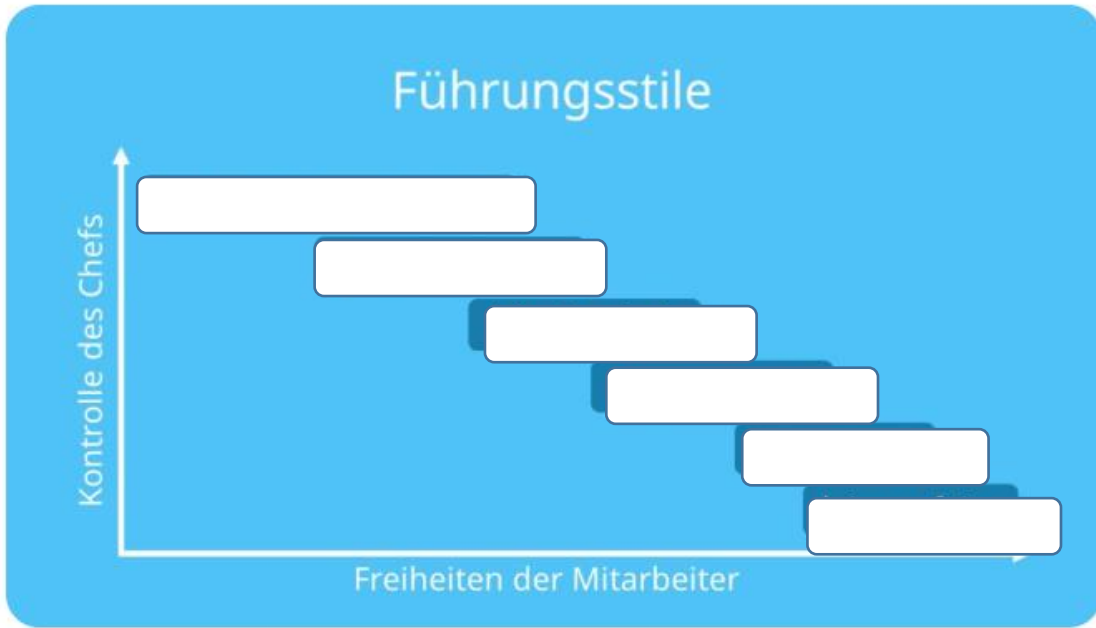 Führungsstile
Kontrolle des Chefs
Freiheiten der Mitarbeiter